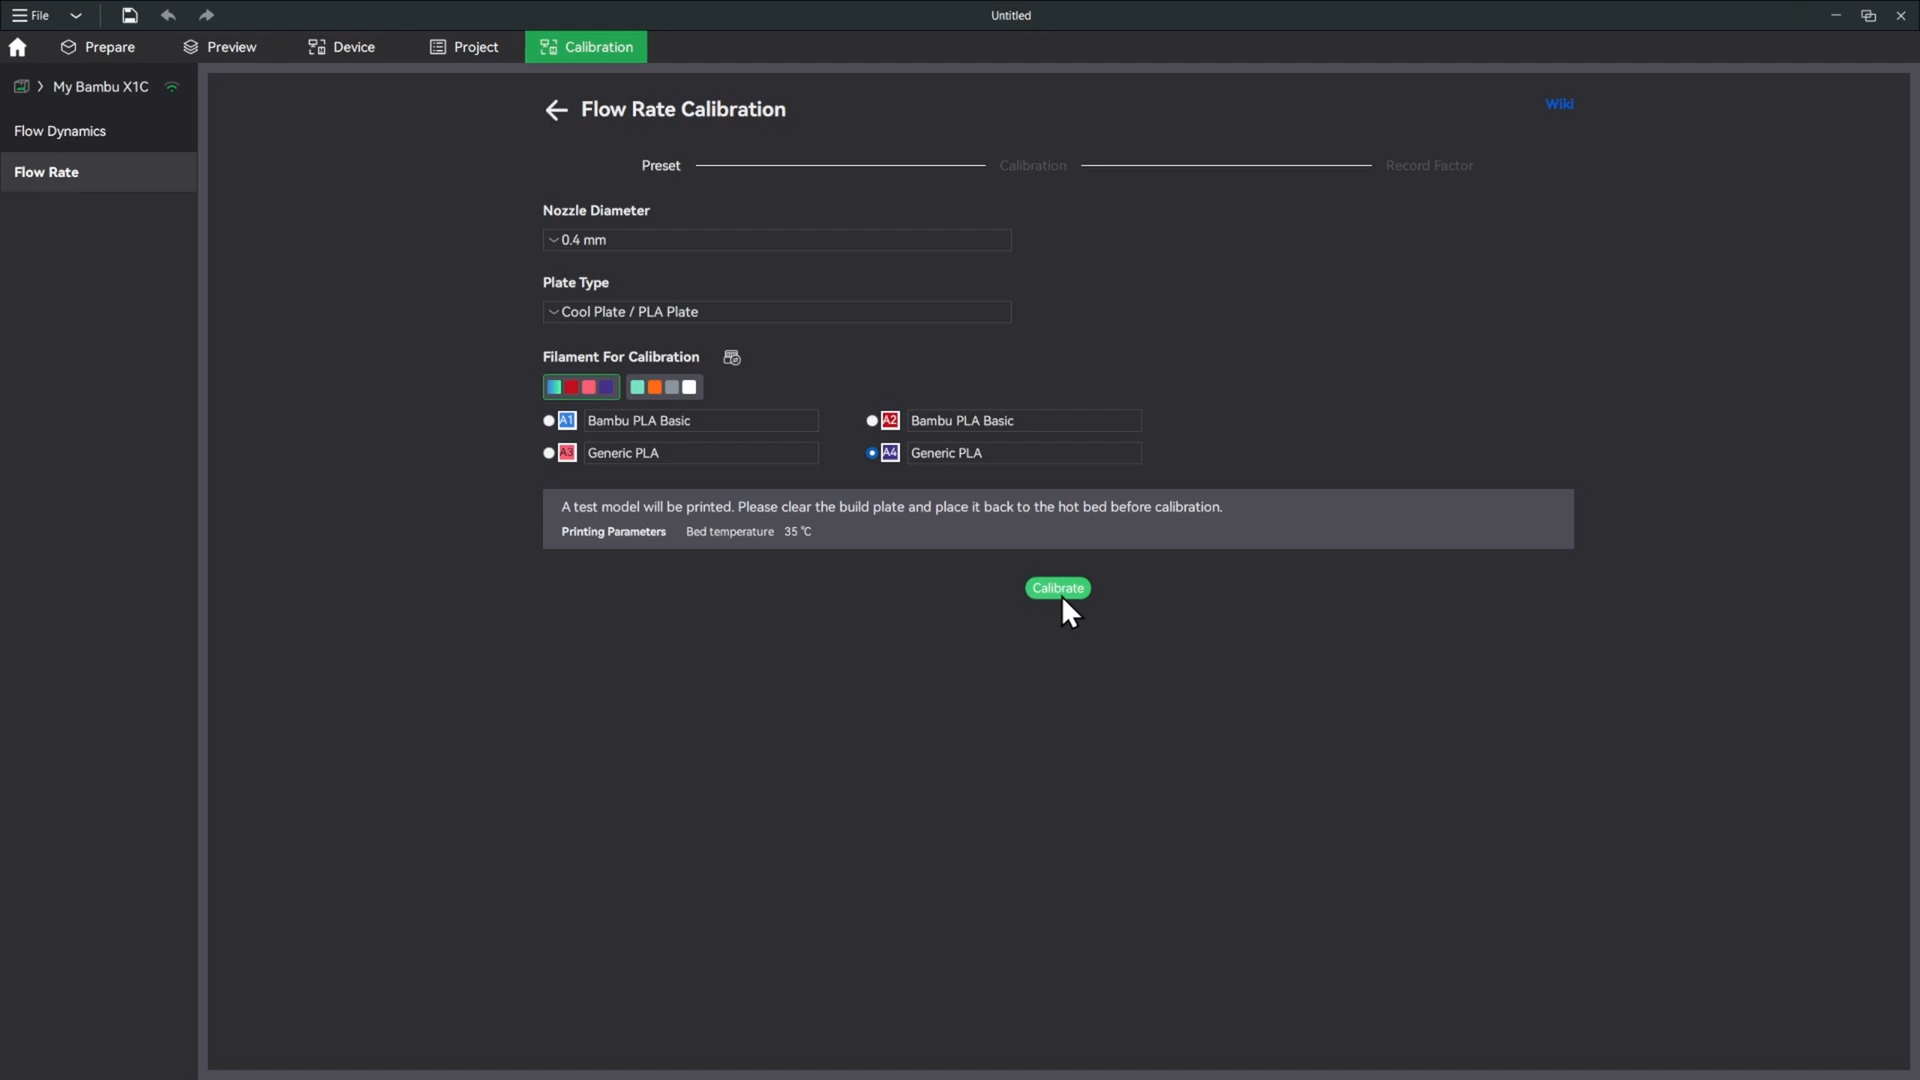 File
Untitled
Prepare
Preview
Device
Project
Calibration
My Bambu X1C
Flow Dynamics
Flow Rate
Flow Rate Calibration
Wiki
Preset
Calibration
Record Factor
Nozzle Diameter
0.4 mm
Plate Type
Cool Plate / PLA Plate
Filament For Calibration
A1 Bambu PLA Basic
A2 Bambu PLA Basic
A3 Generic PLA
A4 Generic PLA
A test model will be printed. Please clear the build plate and place it back to the hot bed before calibration.
Printing Parameters Bed temperature 35 ℃
Calibrate